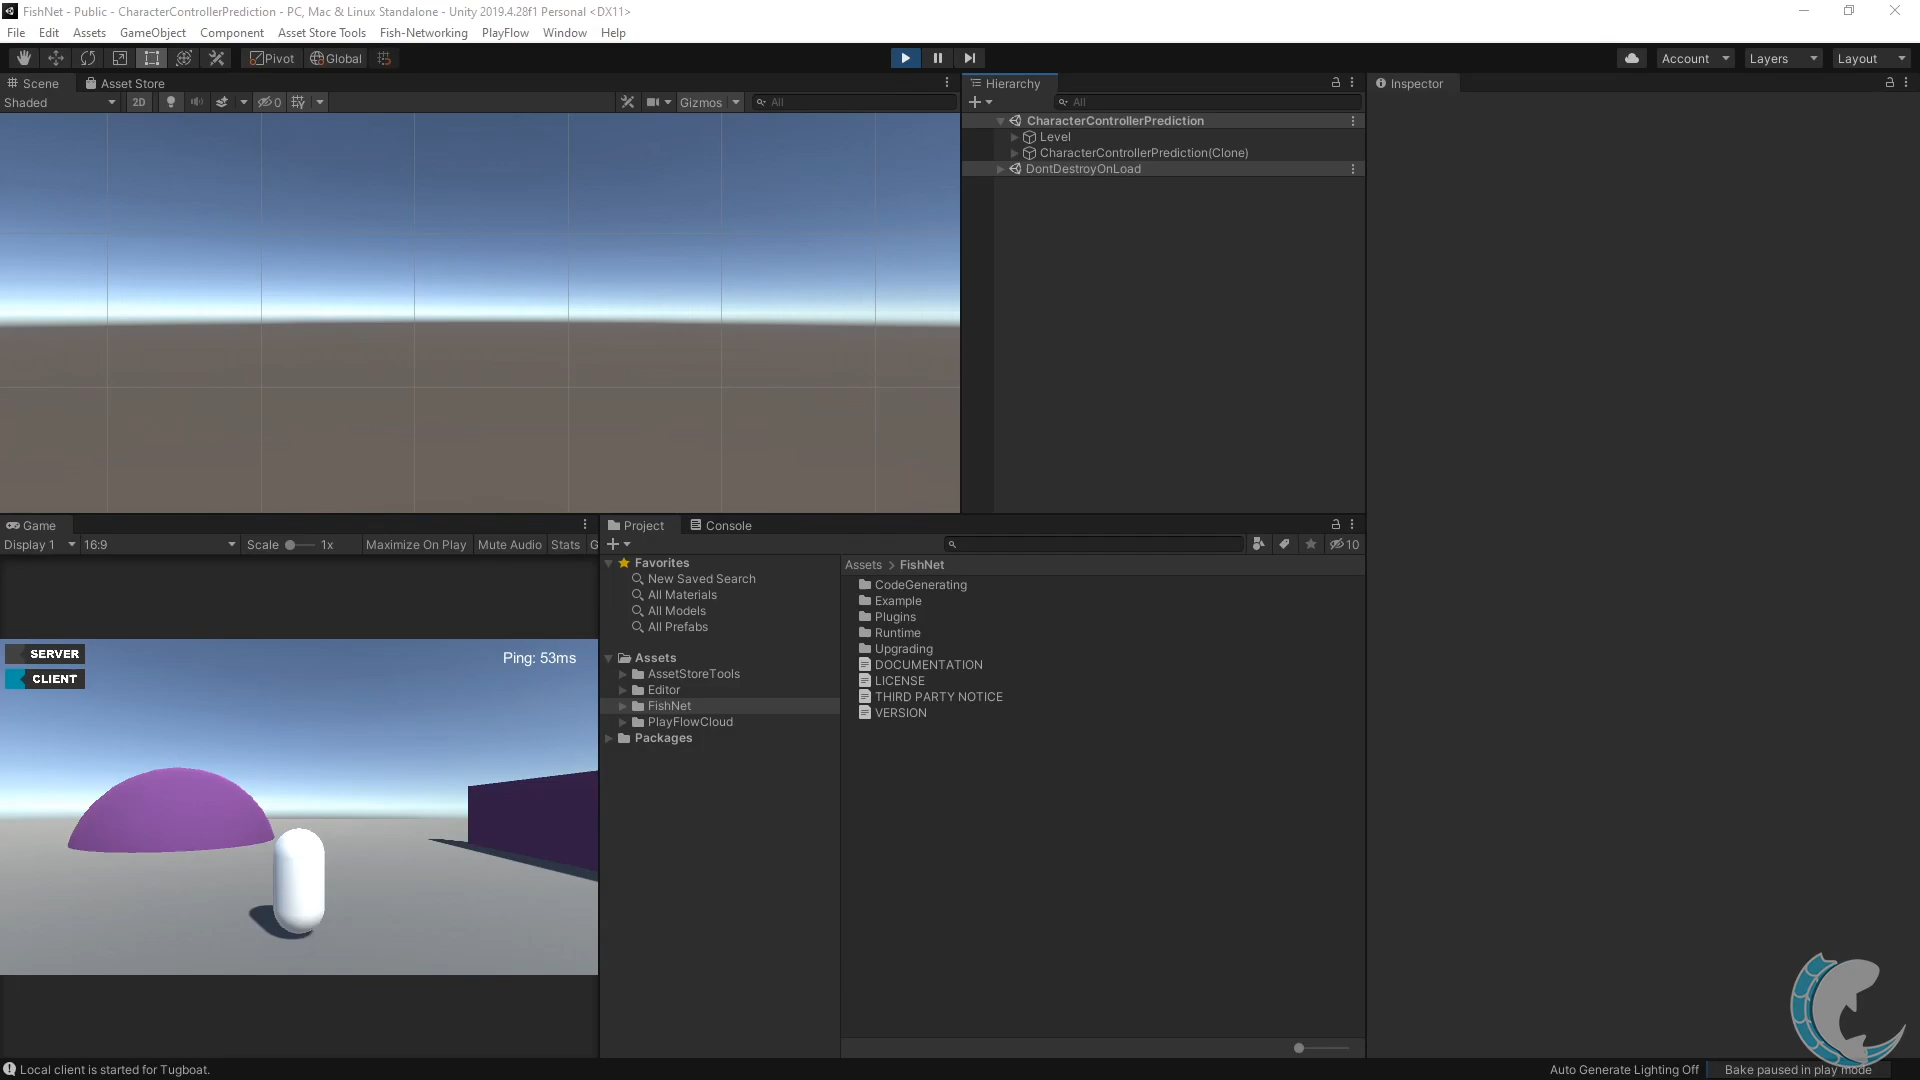 FishNet - Public - CharacterControllerPrediction - PC, Mac & Linux Standalone - Unity 2019.4.28f1 Personal <DX11>
File Edit Assets GameObject Component Asset Store Tools Fish-Networking PlayFlow Window Help
Pivot Global Account Layers Layout
Scene Asset Store
Shaded 2D 0 Gizmos All
Hierarchy
All
CharacterControllerPrediction
Level
CharacterControllerPrediction(Clone)
DontDestroyOnLoad
Inspector
Game
Display 1 16:9 Scale 1x Maximize On Play Mute Audio Stats G
SERVER
CLIENT
Ping: 53ms
Project Console
10
Favorites
New Saved Search
All Materials
All Models
All Prefabs
Assets
AssetStoreTools
Editor
FishNet
PlayFlowCloud
Packages
Assets > FishNet
CodeGenerating
Example
Plugins
Runtime
Upgrading
DOCUMENTATION
LICENSE
THIRD PARTY NOTICE
VERSION
Local client is started for Tugboat.
Auto Generate Lighting Off Bake paused in play mode